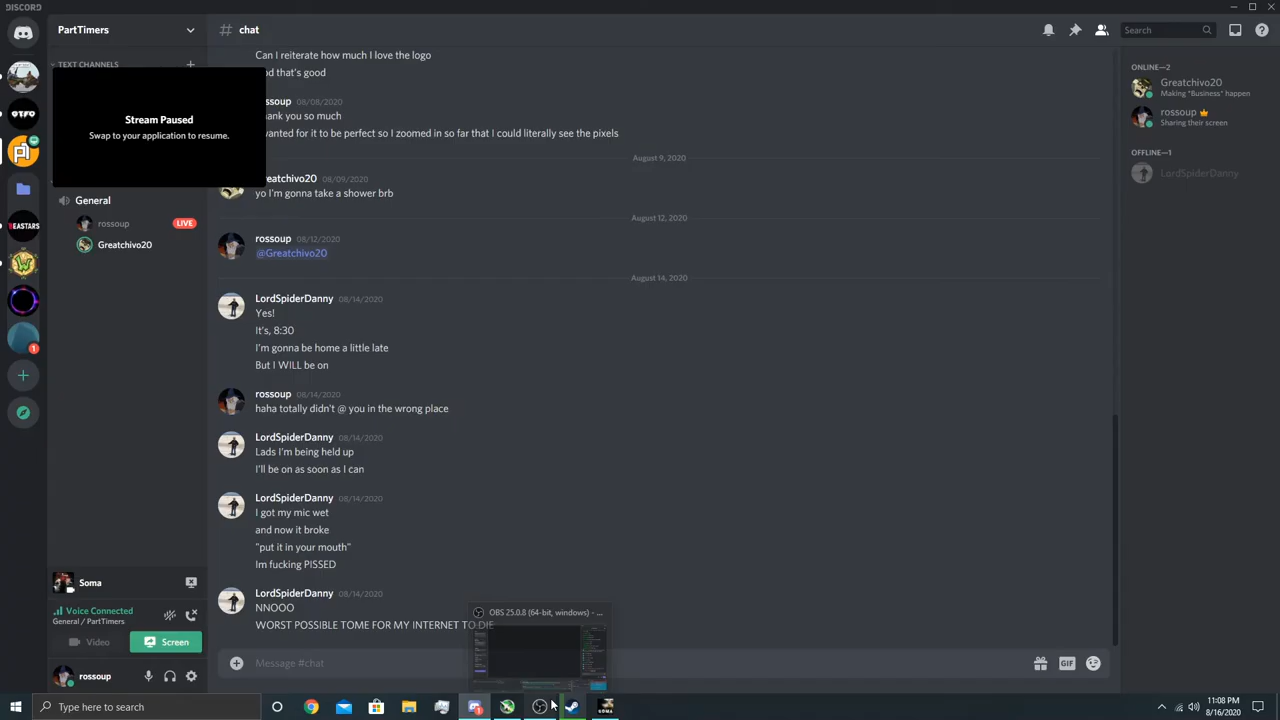 DISCORD
PartTimers
# chat
Search
TEXT CHANNELS
Stream Paused
Swap to your application to resume.
General
rossoup
LIVE
Greatchivo20
Can I reiterate how much I love the logo
that's good
08/08/2020
you so much
wanted for it to be perfect so I zoomed in so far that I could literally see the pixels
August 9, 2020
08/09/2020
yo I'm gonna take a shower brb
August 12, 2020
rossoup 08/12/2020
@Greatchivo20
August 14, 2020
LordSpiderDanny 08/14/2020
Yes!
It's, 8:30
I'm gonna be home a little late
But I WILL be on
rossoup 08/14/2020
haha totally didn't @ you in the wrong place
LordSpiderDanny 08/14/2020
Lads I'm being held up
I'll be on as soon as I can
LordSpiderDanny 08/14/2020
I got my mic wet
and now it broke
"put it in your mouth"
Im fucking PISSED
LordSpiderDanny 08/14/2020
NNOOO
WORST POSSIBLE TOME FOR MY INTERNET TO DIE
Message #chat
GIF
ONLINE—2
Greatchivo20
Making "Business" happen
rossoup
Sharing their screen
OFFLINE—1
LordSpiderDanny
GTFO
BEASTARS
1
Soma
Voice Connected
General / PartTimers
Video
Screen
rossoup
OBS 25.0.8 (64-bit, windows) - ...
Type here to search
1
SOMA
11:08 PM
8/16/2020